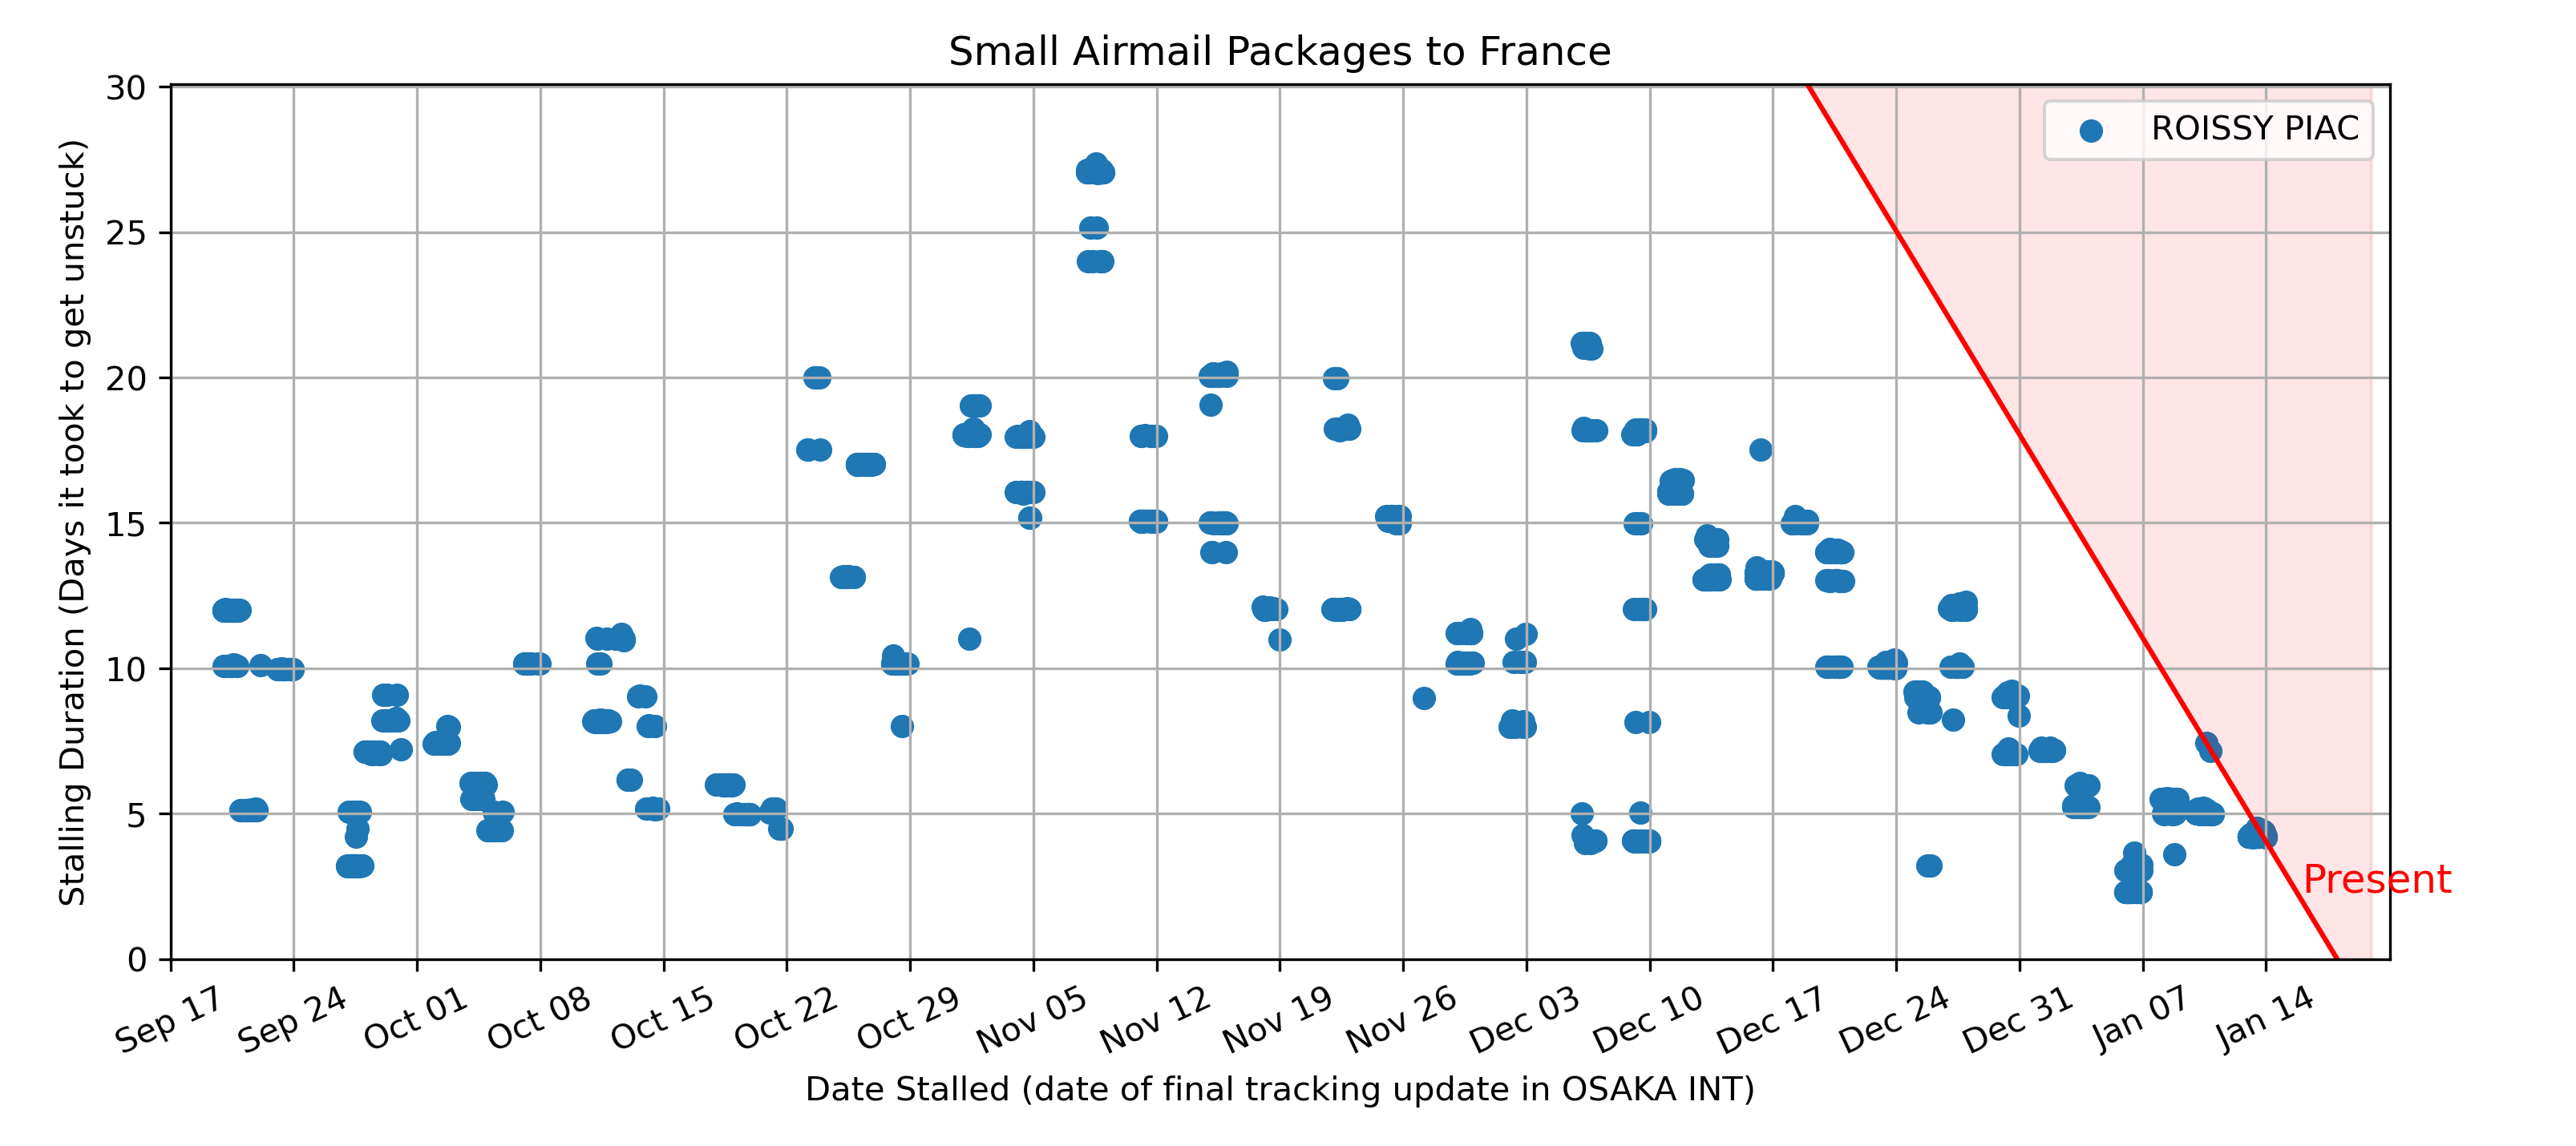 Small Airmail Packages to France
Stalling Duration (Days it took to get unstuck)
30
25
20
15
10
5
0
ROISSY PIAC
Present
Sep 17
Sep 24
Oct 01
Oct 08
Oct 15
Oct 22
Oct 29
Nov 05
Nov 12
Nov 19
Nov 26
Dec 03
Dec 10
Dec 17
Dec 24
Dec 31
Jan 07
Jan 14
Date Stalled (date of final tracking update in OSAKA INT)